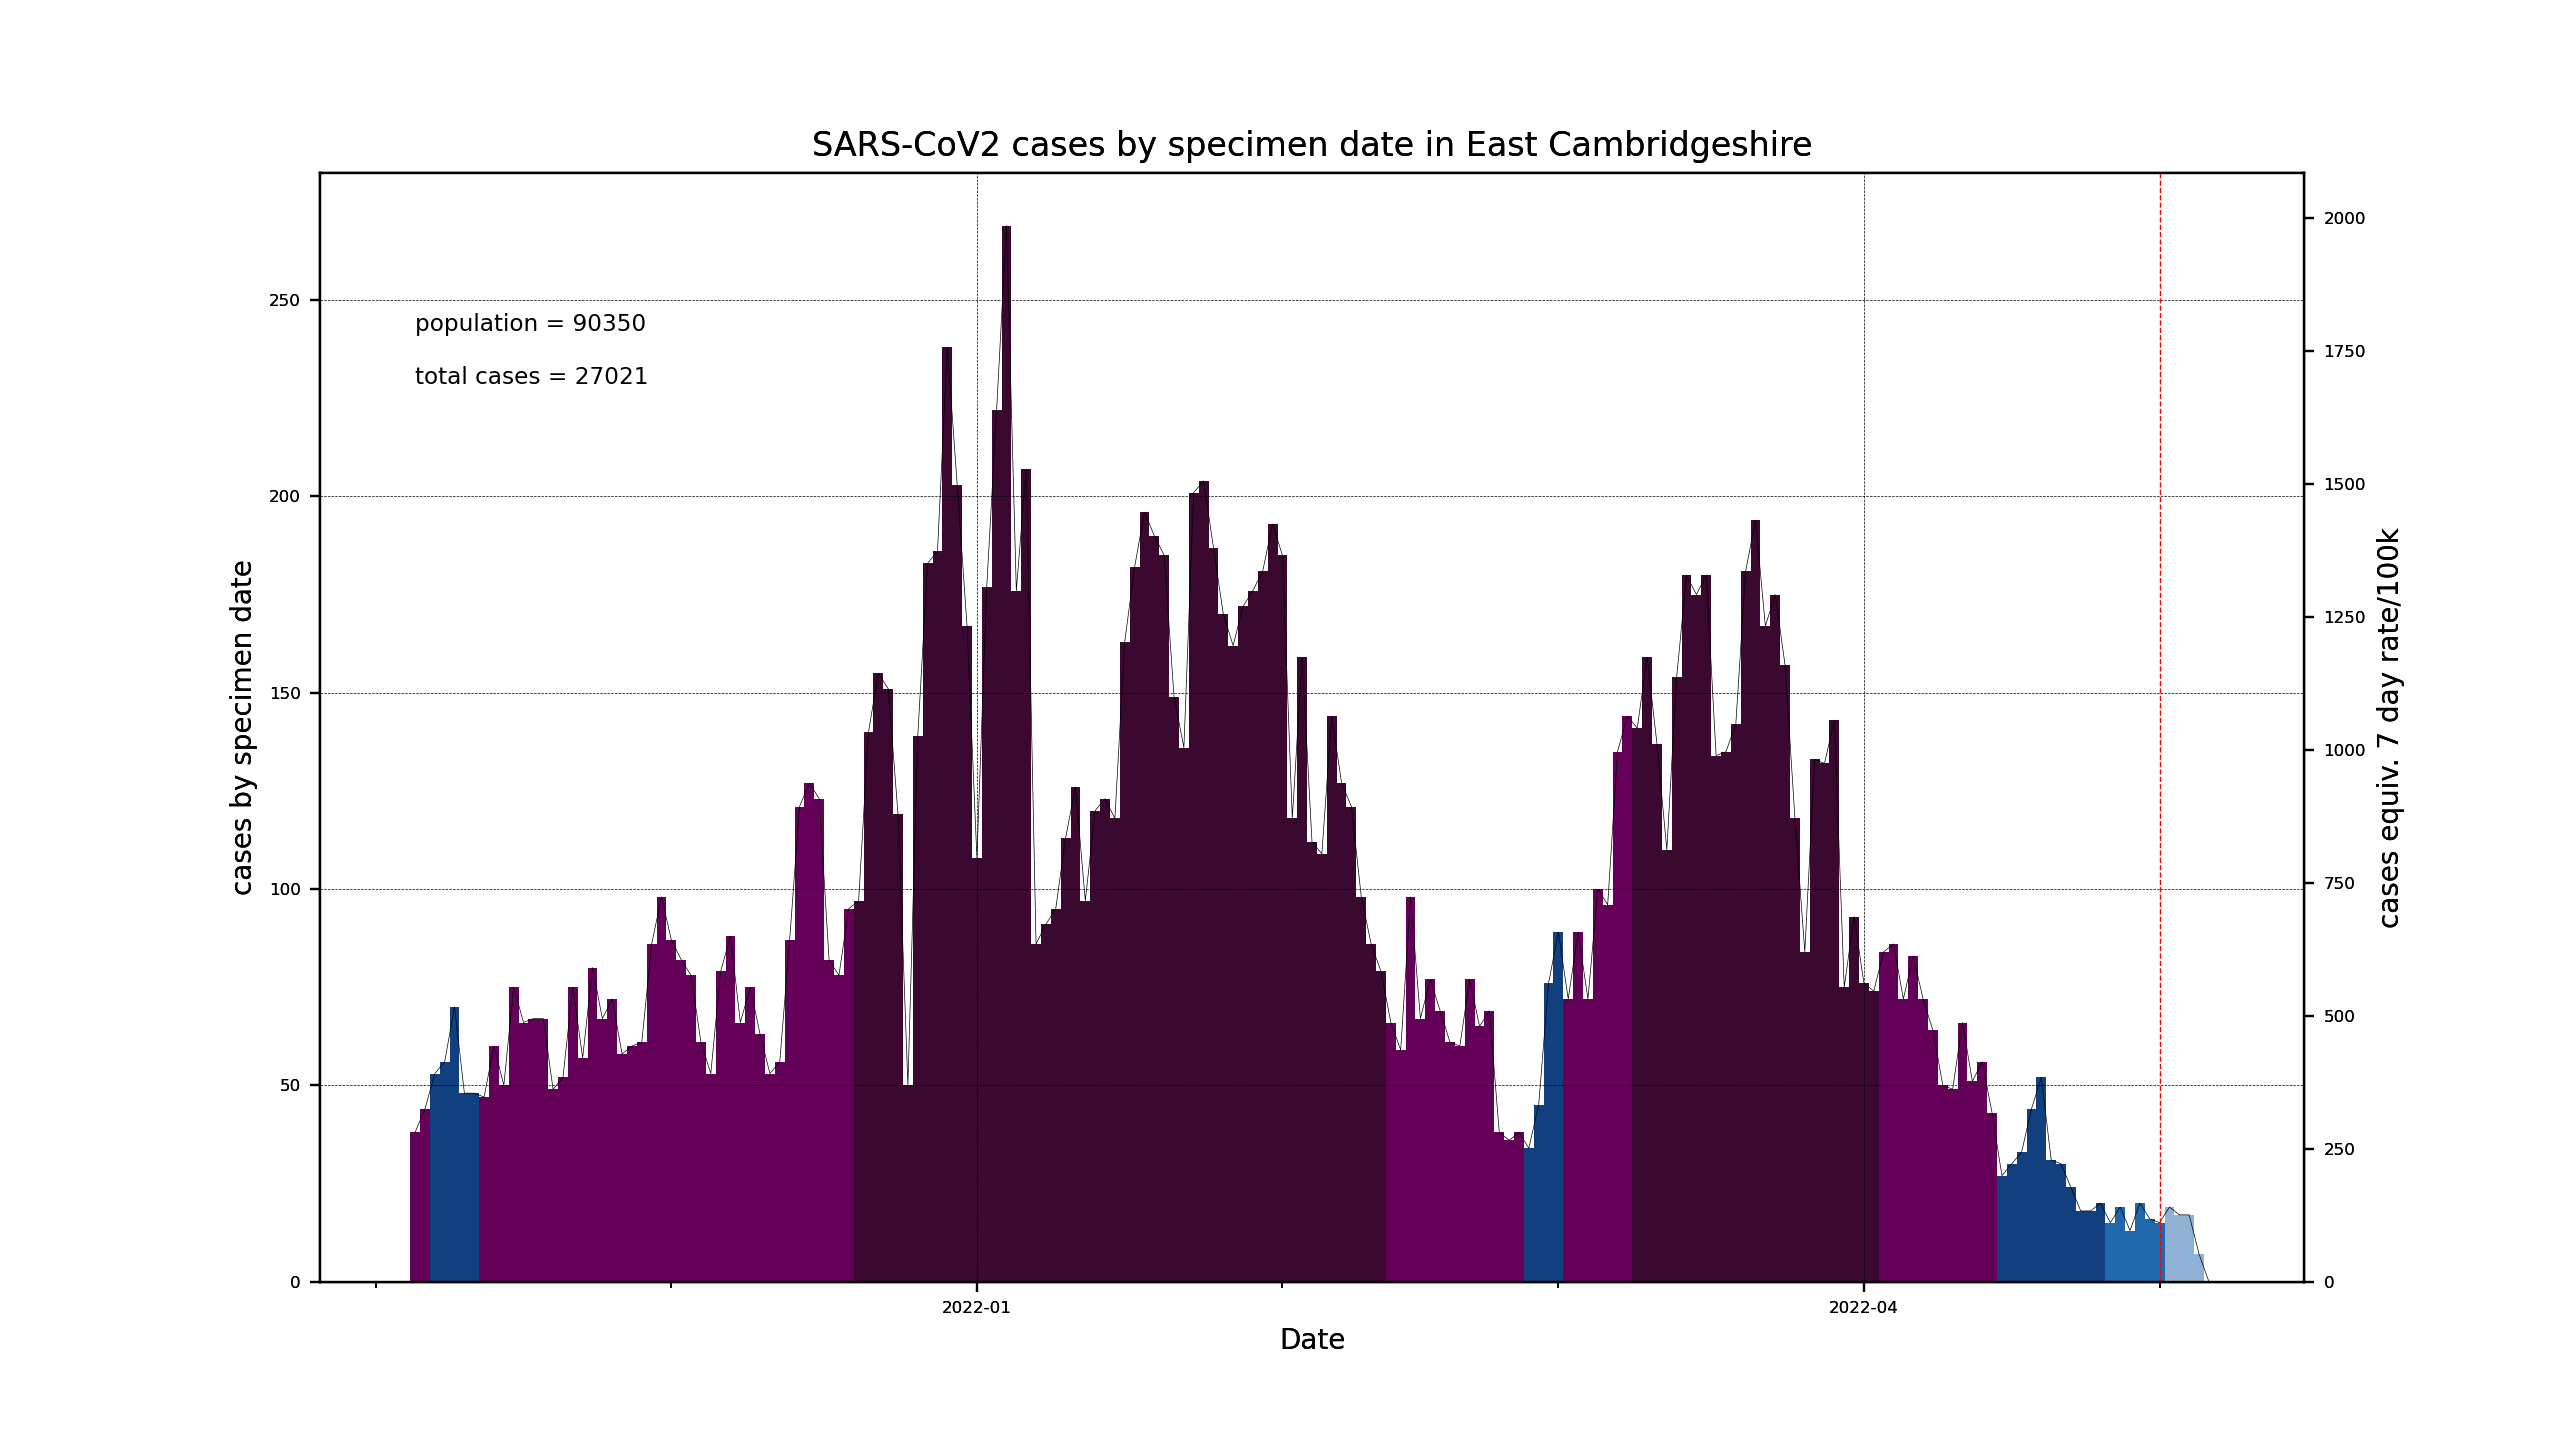 SARS-CoV2 cases by specimen date in East Cambridgeshire
population = 90350
total cases = 27021
cases by specimen date
250
200
150
100
50
0
2000
1750
1500
1250
1000
750
500
250
0
cases equiv. 7 day rate/100k
2022-01
2022-04
Date